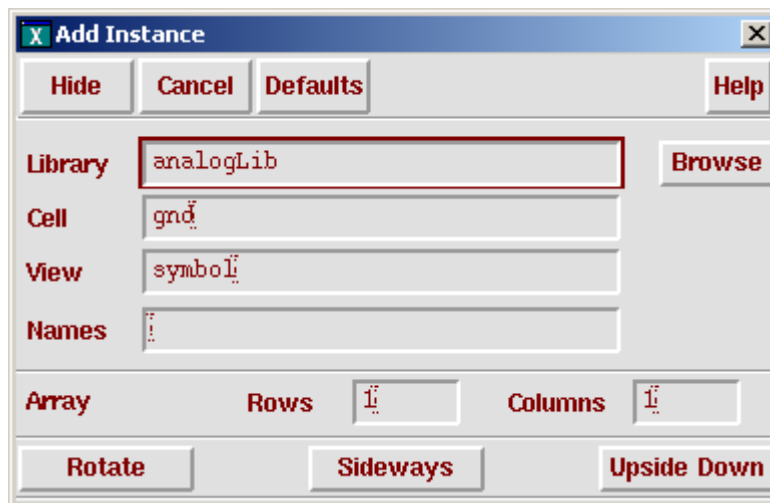 X Add Instance
Hide Cancel Defaults Help
Library analogLib Browse
Cell gnd
View symbol
Names
Array Rows 1 Columns 1
Rotate Sideways Upside Down